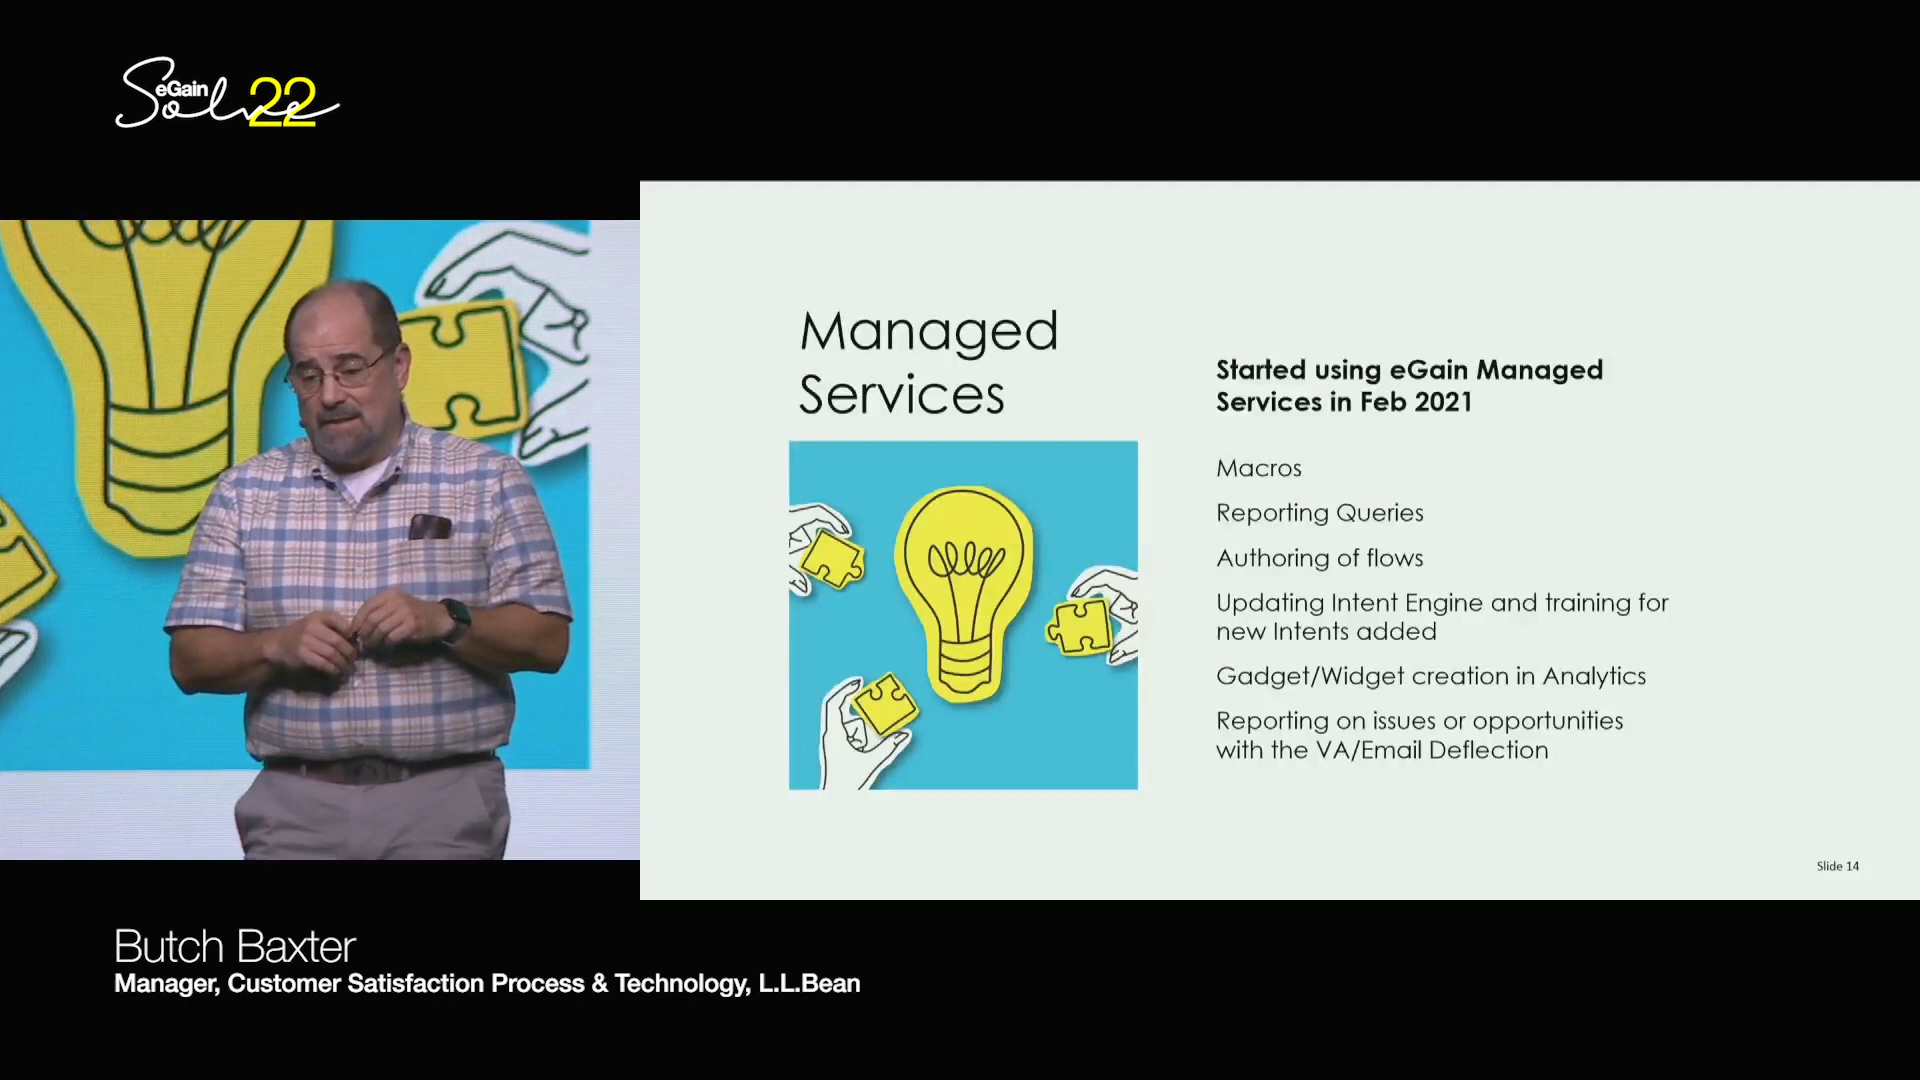 eGain
Solve 22
Managed
Services
Started using eGain Managed
Services in Feb 2021
Macros
Reporting Queries
Authoring of flows
Updating Intent Engine and training for
new Intents added
Gadget/Widget creation in Analytics
Reporting on issues or opportunities
with the VA/Email Deflection
Slide 14
Butch Baxter
Manager, Customer Satisfaction Process & Technology, L.L.Bean